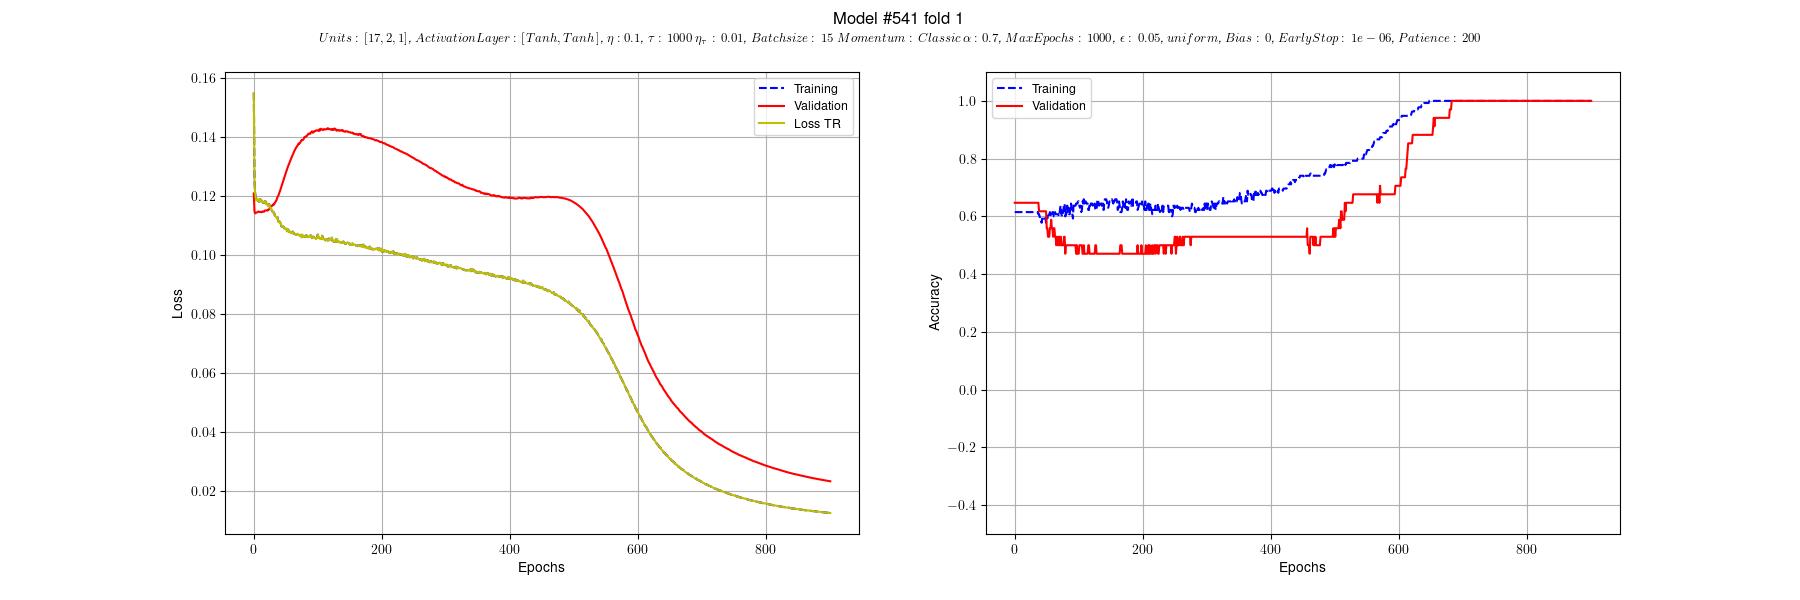 Model #541 fold 1
Units : [17, 2, 1], ActivationLayer : [Tanh, Tanh], η : 0.1, τ : 1000 η_τ : 0.01, Batchsize : 15 Momentum : Classic α : 0.7, MaxEpochs : 1000, ϵ : 0.05, uniform, Bias : 0, EarlyStop : 1e − 06, Patience : 200
0.16
0.14
0.12
0.10
0.08
0.06
0.04
0.02
Loss
Training
Validation
Loss TR
0 200 400 600 800
Epochs
1.0
0.8
0.6
0.4
0.2
0.0
−0.2
−0.4
Accuracy
Training
Validation
0 200 400 600 800
Epochs